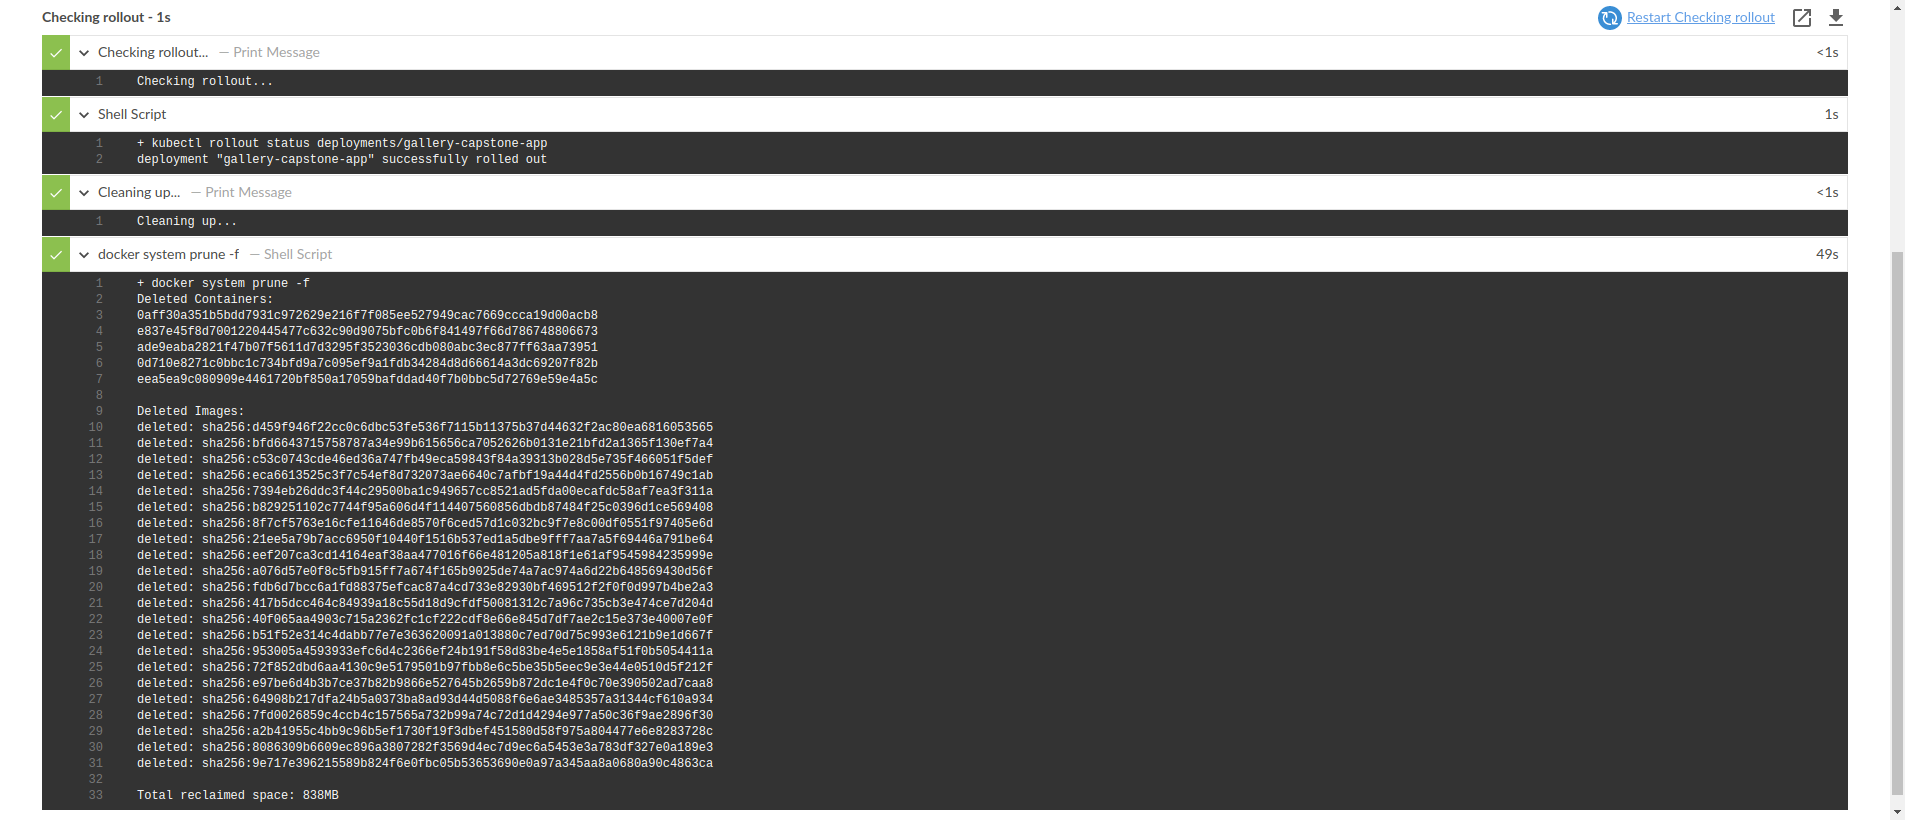 Checking rollout - 1s
Restart Checking rollout
Checking rollout... — Print Message <1s
1 Checking rollout...
Shell Script 1s
1 + kubectl rollout status deployments/gallery-capstone-app
2 deployment "gallery-capstone-app" successfully rolled out
Cleaning up... — Print Message <1s
1 Cleaning up...
docker system prune -f — Shell Script 49s
1 + docker system prune -f
2 Deleted Containers:
3 0aff30a351b5bdd7931c972629e216f7f085ee527949cac7669ccca19d00acb8
4 e837e45f8d7001220445477c632c90d9075bfc0b6f841497f66d786748806673
5 ade9eaba2821f47b07f5611d7d3295f3523036cdb080abc3ec877ff63aa73951
6 0d710e8271c0bbc1c734bfd9a7c095ef9a1fdb34284d8d66614a3dc69207f82b
7 eea5ea9c080909e4461720bf850a17059bafddad40f7b0bbc5d72769e59e4a5c
8
9 Deleted Images:
10 deleted: sha256:d459f946f22cc0c6dbc53fe536f7115b11375b37d44632f2ac80ea6816053565
11 deleted: sha256:bfd6643715758787a34e99b615656ca7052626b0131e21bfd2a1365f130ef7a4
12 deleted: sha256:c53c0743cde46ed36a747fb49eca59843f84a39313b028d5e735f466051f5def
13 deleted: sha256:eca6613525c3f7c54ef8d732073ae6640c7afbf19a44d4fd2556b0b16749c1ab
14 deleted: sha256:7394eb26ddc3f44c29500ba1c949657cc8521ad5fda00ecafdc58af7ea3f311a
15 deleted: sha256:b829251102c7744f95a606d4f114407560856dbdb87484f25c0396d1ce569408
16 deleted: sha256:8f7cf5763e16cfe11646de8570f6ced57d1c032bc9f7e8c00df0551f97405e6d
17 deleted: sha256:21ee5a79b7acc6950f10440f1516b537ed1a5dbe9fff7aa7a5f69446a791be64
18 deleted: sha256:eef207ca3cd14164eaf38aa477016f66e481205a818f1e61af9545984235999e
19 deleted: sha256:a076d57e0f8c5fb915ff7a674f165b9025de74a7ac974a6d22b648569430d56f
20 deleted: sha256:fdb6d7bcc6a1fd88375efcac87a4cd733e82930bf469512f2f0f0d997b4be2a3
21 deleted: sha256:417b5dcc464c84939a18c55d18d9cfdf50081312c7a96c735cb3e474ce7d204d
22 deleted: sha256:40f065aa4903c715a2362fc1cf222cdf8e66e845d7df7ae2c15e373e40007e0f
23 deleted: sha256:b51f52e314c4dabb77e7e363620091a013880c7ed70d75c993e6121b9e1d667f
24 deleted: sha256:953005a4593933efc6d4c2366ef24b191f58d83be4e5e1858af51f0b5054411a
25 deleted: sha256:72f852dbd6aa4130c9e5179501b97fbb8e6c5be35b5eec9e3e44e0510d5f212f
26 deleted: sha256:e97be6d4b3b7ce37b82b9866e527645b2659b872dc1e4f0c70e390502ad7caa8
27 deleted: sha256:64908b217dfa24b5a0373ba8ad93d44d5088f6e6ae3485357a31344cf610a934
28 deleted: sha256:7fd0026859c4ccb4c157565a732b99a74c72d1d4294e977a50c36f9ae2896f30
29 deleted: sha256:a2b41955c4bb9c96b5ef1730f19f3dbef451580d58f975a804477e6e8283728c
30 deleted: sha256:8086309b6609ec896a3807282f3569d4ec7d9ec6a5453e3a783df327e0a189e3
31 deleted: sha256:9e717e396215589b824f6e0fbc05b53653690e0a97a345aa8a0680a90c4863ca
32
33 Total reclaimed space: 838MB